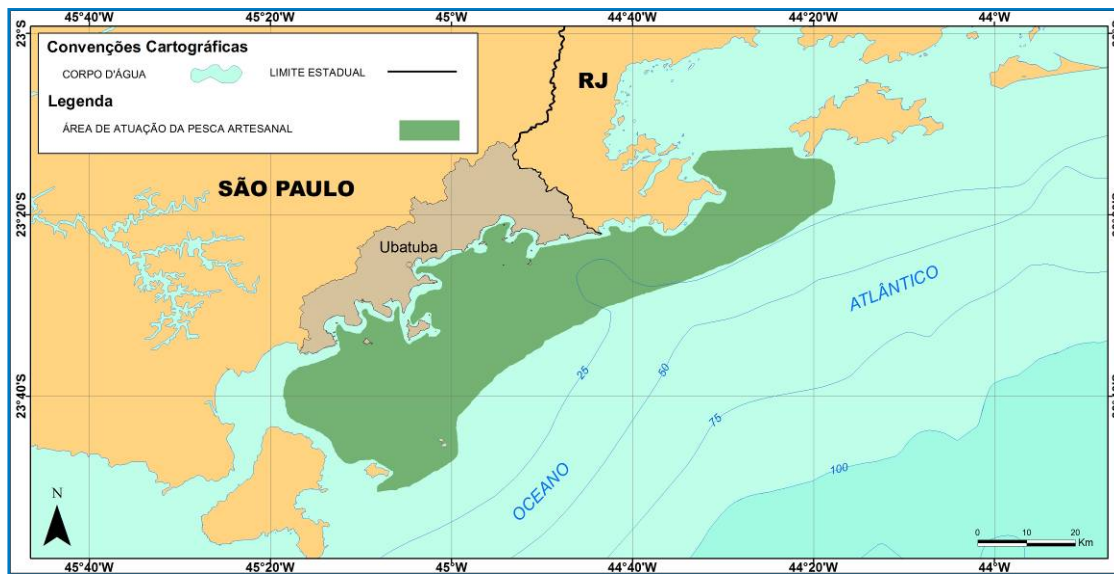 45°40'W 45°20'W 45°W 44°40'W 44°20'W 44°W
23°S
Convenções Cartográficas
CORPO D'ÁGUA LIMITE ESTADUAL
Legenda
ÁREA DE ATUAÇÃO DA PESCA ARTESANAL
RJ
SÃO PAULO
23°20'S
Ubatuba
ATLÂNTICO
25
50
23°40'S
75
OCEANO
100
N
0 10 20
Km
45°40'W 45°20'W 45°W 44°40'W 44°20'W 44°W